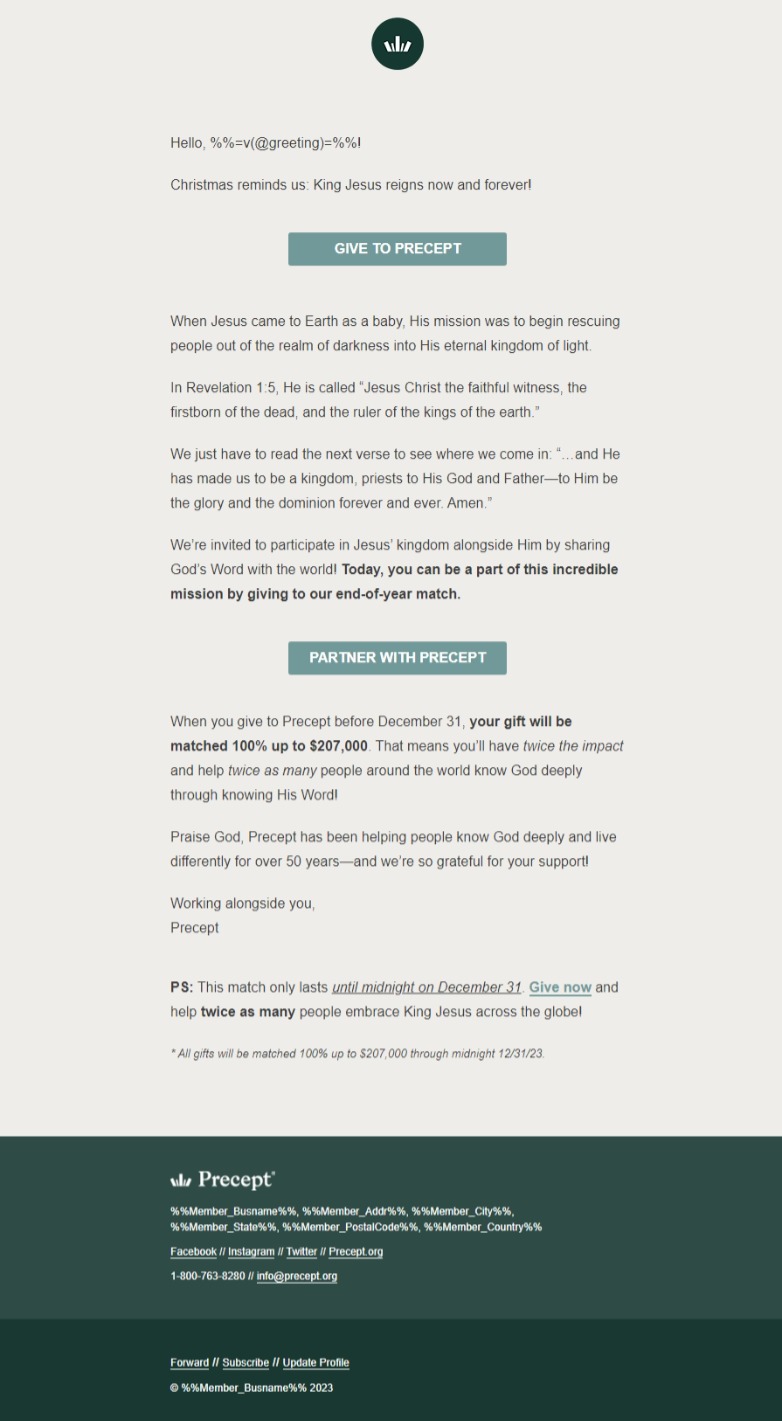 Hello, %%=v(@greeting)=%%!
Christmas reminds us: King Jesus reigns now and forever!
GIVE TO PRECEPT
When Jesus came to Earth as a baby, His mission was to begin rescuing
people out of the realm of darkness into His eternal kingdom of light.
In Revelation 1:5, He is called “Jesus Christ the faithful witness, the
firstborn of the dead, and the ruler of the kings of the earth.”
We just have to read the next verse to see where we come in: “…and He
has made us to be a kingdom, priests to His God and Father—to Him be
the glory and the dominion forever and ever. Amen.”
We’re invited to participate in Jesus’ kingdom alongside Him by sharing
God’s Word with the world! Today, you can be a part of this incredible
mission by giving to our end-of-year match.
PARTNER WITH PRECEPT
When you give to Precept before December 31, your gift will be
matched 100% up to $207,000. That means you’ll have twice the impact
and help twice as many people around the world know God deeply
through knowing His Word!
Praise God, Precept has been helping people know God deeply and live
differently for over 50 years—and we’re so grateful for your support!
Working alongside you,
Precept
PS: This match only lasts until midnight on December 31. Give now and
help twice as many people embrace King Jesus across the globe!
* All gifts will be matched 100% up to $207,000 through midnight 12/31/23.
Precept
%%Member_Busname%%, %%Member_Addr%%, %%Member_City%%,
%%Member_State%%, %%Member_PostalCode%%, %%Member_Country%%
Facebook // Instagram // Twitter // Precept.org
1-800-763-8280 // info@precept.org
Forward // Subscribe // Update Profile
© %%Member_Busname%% 2023